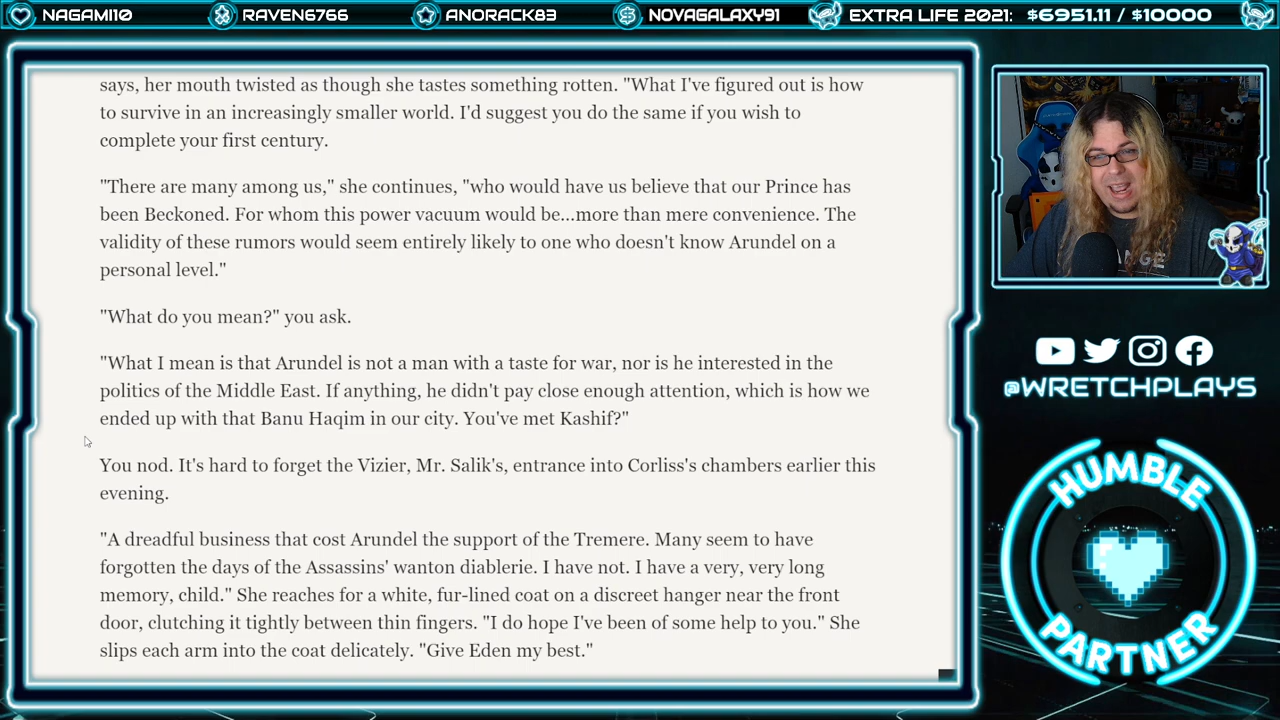 NAGAMI10 RAVEN6766 ANORACK83 NOVAGALAXY91 EXTRA LIFE 2021: $6951.11 / $10000
says, her mouth twisted as though she tastes something rotten. "What I've figured out is how
to survive in an increasingly smaller world. I'd suggest you do the same if you wish to
complete your first century.
"There are many among us," she continues, "who would have us believe that our Prince has
been Beckoned. For whom this power vacuum would be...more than mere convenience. The
validity of these rumors would seem entirely likely to one who doesn't know Arundel on a
personal level."
"What do you mean?" you ask.
"What I mean is that Arundel is not a man with a taste for war, nor is he interested in the
politics of the Middle East. If anything, he didn't pay close enough attention, which is how we
ended up with that Banu Haqim in our city. You've met Kashif?"
You nod. It's hard to forget the Vizier, Mr. Salik's, entrance into Corliss's chambers earlier this
evening.
"A dreadful business that cost Arundel the support of the Tremere. Many seem to have
forgotten the days of the Assassins' wanton diablerie. I have not. I have a very, very long
memory, child." She reaches for a white, fur-lined coat on a discreet hanger near the front
door, clutching it tightly between thin fingers. "I do hope I've been of some help to you." She
slips each arm into the coat delicately. "Give Eden my best."
@WRETCHPLAYS
HUMBLE
PARTNER